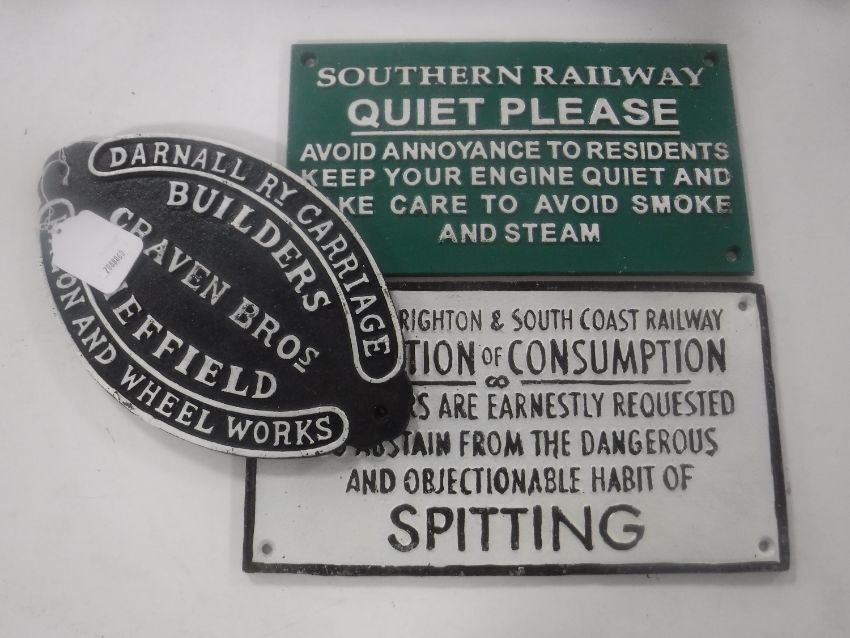 SOUTHERN RAILWAY
QUIET PLEASE
AVOID ANNOYANCE TO RESIDENTS
KEEP YOUR ENGINE QUIET AND
KE CARE TO AVOID SMOKE
AND STEAM
DARNALL RY CARRIAGE
BUILDERS
CRAVEN BROS
HEFFIELD
ON AND WHEEL WORKS
RIGHTON & SOUTH COAST RAILWAY
TION OF CONSUMPTION
RS ARE EARNESTLY REQUESTED
ABSTAIN FROM THE DANGEROUS
AND OBJECTIONABLE HABIT OF
SPITTING